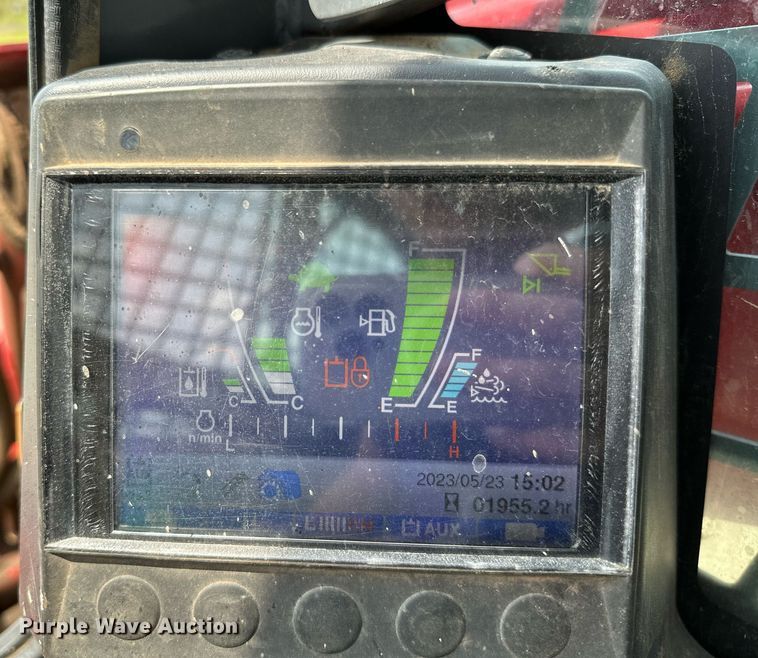 F
F
C
C
E
E
n/min
L
H
2023/05/23 15:02
01955.2 hr
AUX
Purple Wave Auction